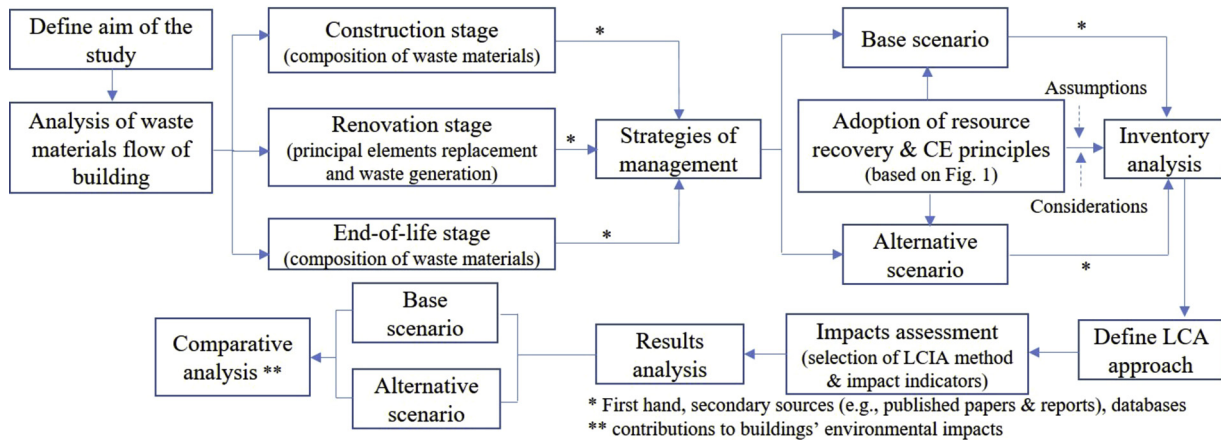 Define aim of the
study
Analysis of waste
materials flow of
building
Construction stage
(composition of waste materials)
*
Renovation stage
(principal elements replacement
and waste generation)
*
End-of-life stage
(composition of waste materials)
*
Strategies of
management
Base scenario
*
Adoption of resource
recovery & CE principles
(based on Fig. 1)
Alternative
scenario
*
Assumptions
Considerations
Inventory
analysis
Define LCA
approach
Impacts assessment
(selection of LCIA method
& impact indicators)
Results
analysis
Base
scenario
Alternative
scenario
Comparative
analysis **
* First hand, secondary sources (e.g., published papers & reports), databases
** contributions to buildings’ environmental impacts